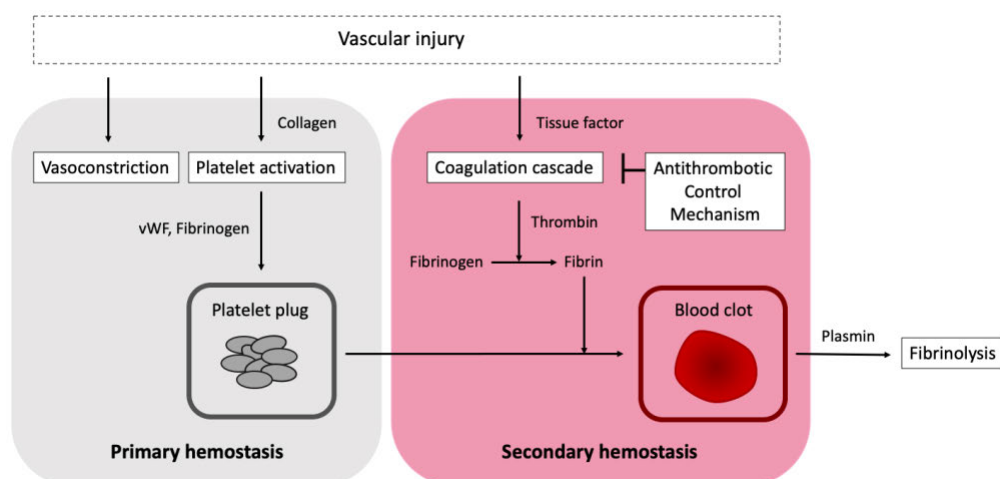 Vascular injury
Collagen
Tissue factor
Vasoconstriction
Platelet activation
Coagulation cascade
Antithrombotic
Control
Mechanism
vWF, Fibrinogen
Thrombin
Fibrinogen
Fibrin
Platelet plug
Blood clot
Plasmin
Fibrinolysis
Primary hemostasis
Secondary hemostasis